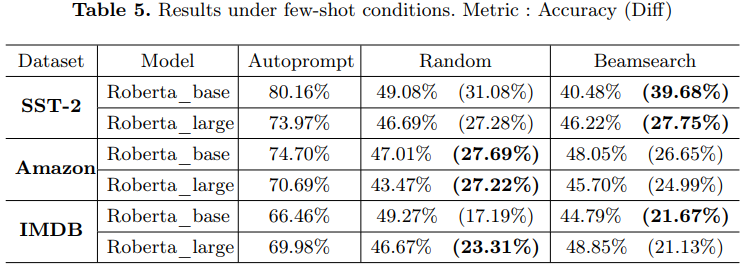 Table 5. Results under few-shot conditions. Metric : Accuracy (Diff)
Dataset Model Autoprompt Random Beamsearch
SST-2 Roberta_base 80.16% 49.08% (31.08%) 40.48% (39.68%)
Roberta_large 73.97% 46.69% (27.28%) 46.22% (27.75%)
Amazon Roberta_base 74.70% 47.01% (27.69%) 48.05% (26.65%)
Roberta_large 70.69% 43.47% (27.22%) 45.70% (24.99%)
IMDB Roberta_base 66.46% 49.27% (17.19%) 44.79% (21.67%)
Roberta_large 69.98% 46.67% (23.31%) 48.85% (21.13%)